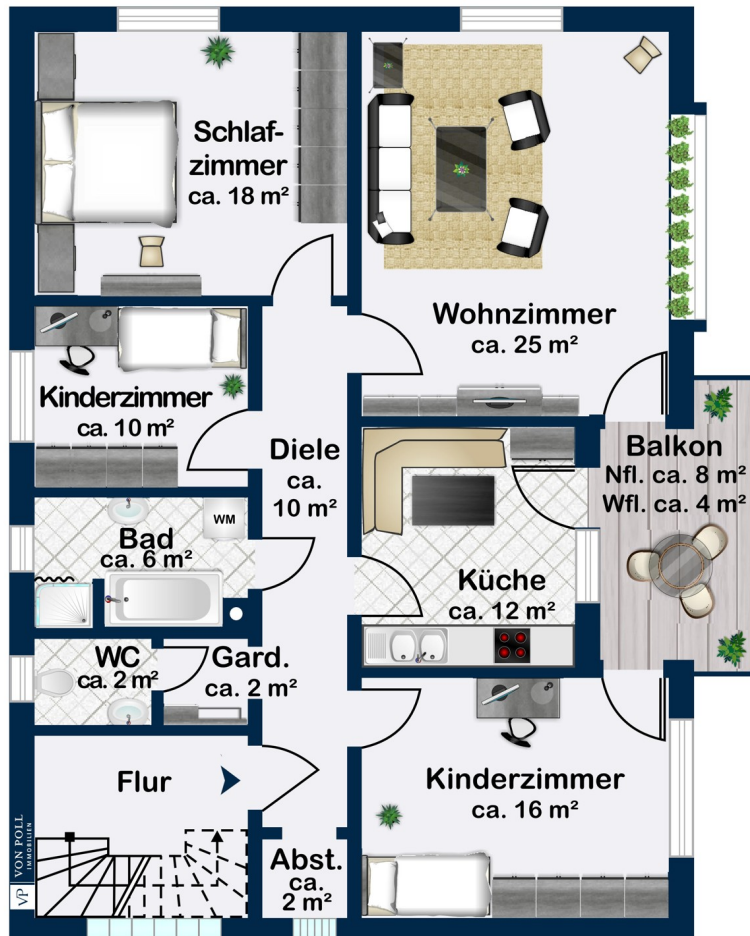 Schlaf-
zimmer
ca. 18 m²
Wohnzimmer
ca. 25 m²
Kinderzimmer
ca. 10 m²
Diele
ca.
10 m²
Balkon
Nfl. ca. 8 m²
Wfl. ca. 4 m²
WM
Bad
ca. 6 m²
Küche
ca. 12 m²
WC
ca. 2 m²
Gard.
ca. 2 m²
Flur
Kinderzimmer
ca. 16 m²
Abst.
ca.
2 m²
VP
VON POLL
IMMOBILIEN